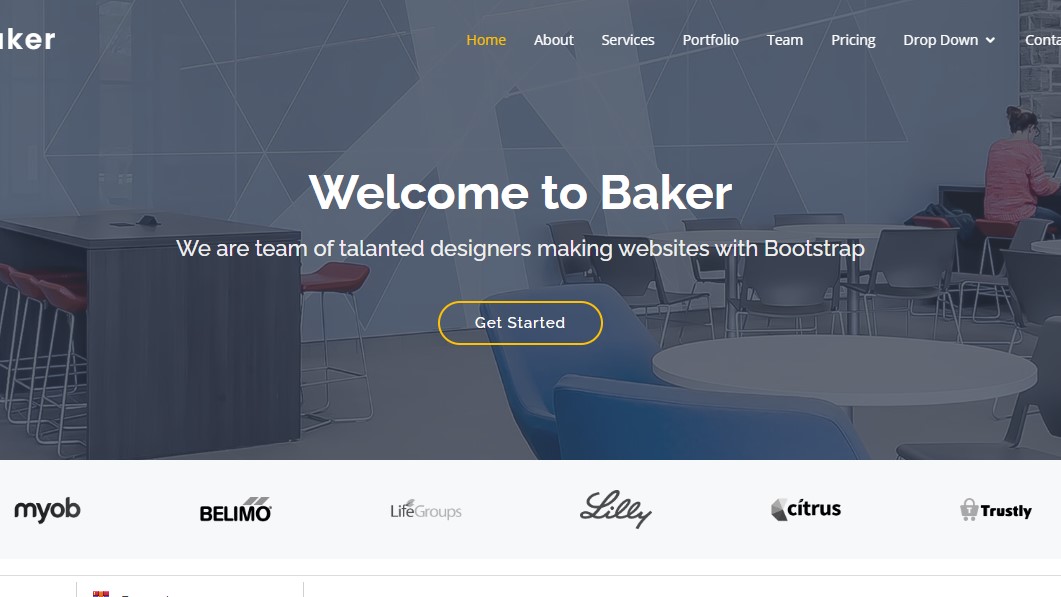 aker
Home About Services Portfolio Team Pricing Drop Down Conta
Welcome to Baker
We are team of talanted designers making websites with Bootstrap
Get Started
myob BELIMO LifeGroups Lilly citrus Trustly